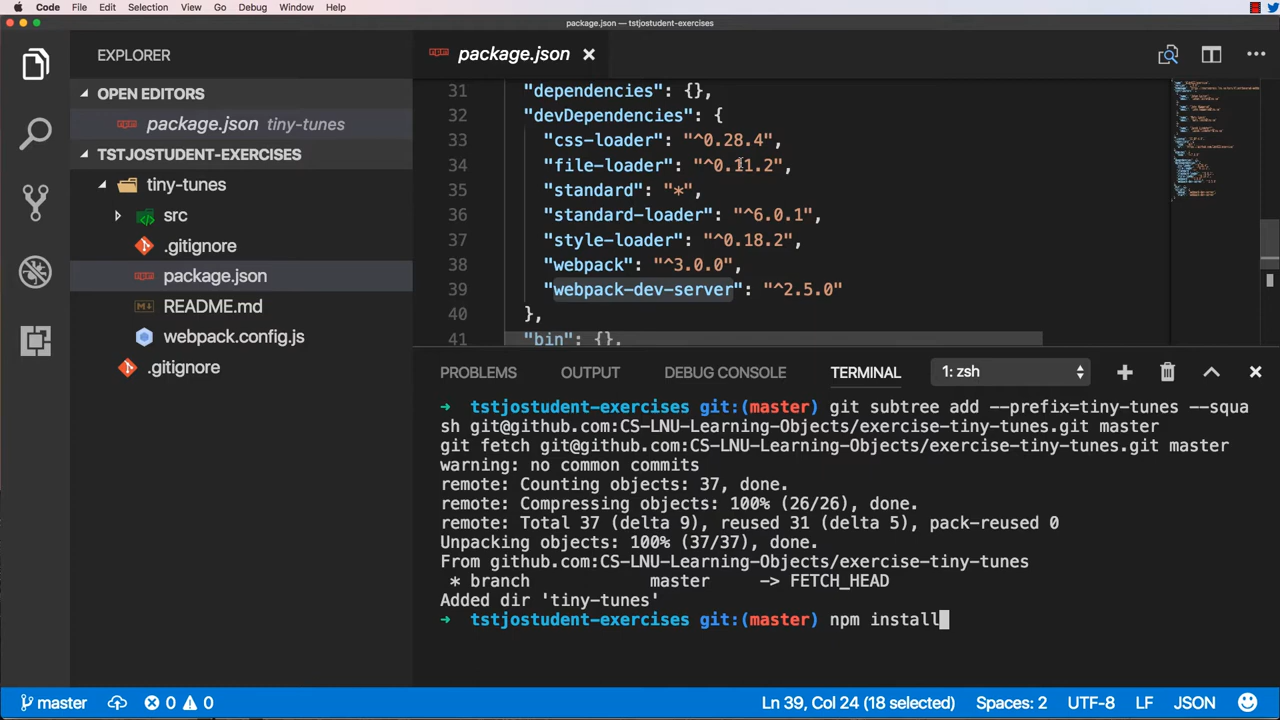 Code File Edit Selection View Go Debug Window Help
package.json — tstjostudent-exercises
EXPLORER
OPEN EDITORS
package.json tiny-tunes
TSTJOSTUDENT-EXERCISES
tiny-tunes
src
.gitignore
package.json
README.md
webpack.config.js
.gitignore
package.json
31 "dependencies": {},
32 "devDependencies": {
33 "css-loader": "^0.28.4",
34 "file-loader": "^0.11.2",
35 "standard": "*",
36 "standard-loader": "^6.0.1",
37 "style-loader": "^0.18.2",
38 "webpack": "^3.0.0",
39 "webpack-dev-server": "^2.5.0"
40 },
41 "bin": {},
PROBLEMS OUTPUT DEBUG CONSOLE TERMINAL 1: zsh
➜ tstjostudent-exercises git:(master) git subtree add --prefix=tiny-tunes --squa
sh git@github.com:CS-LNU-Learning-Objects/exercise-tiny-tunes.git master
git fetch git@github.com:CS-LNU-Learning-Objects/exercise-tiny-tunes.git master
warning: no common commits
remote: Counting objects: 37, done.
remote: Compressing objects: 100% (26/26), done.
remote: Total 37 (delta 9), reused 31 (delta 5), pack-reused 0
Unpacking objects: 100% (37/37), done.
From github.com:CS-LNU-Learning-Objects/exercise-tiny-tunes
* branch master -> FETCH_HEAD
Added dir 'tiny-tunes'
➜ tstjostudent-exercises git:(master) npm install
master 0 0 Ln 39, Col 24 (18 selected) Spaces: 2 UTF-8 LF JSON